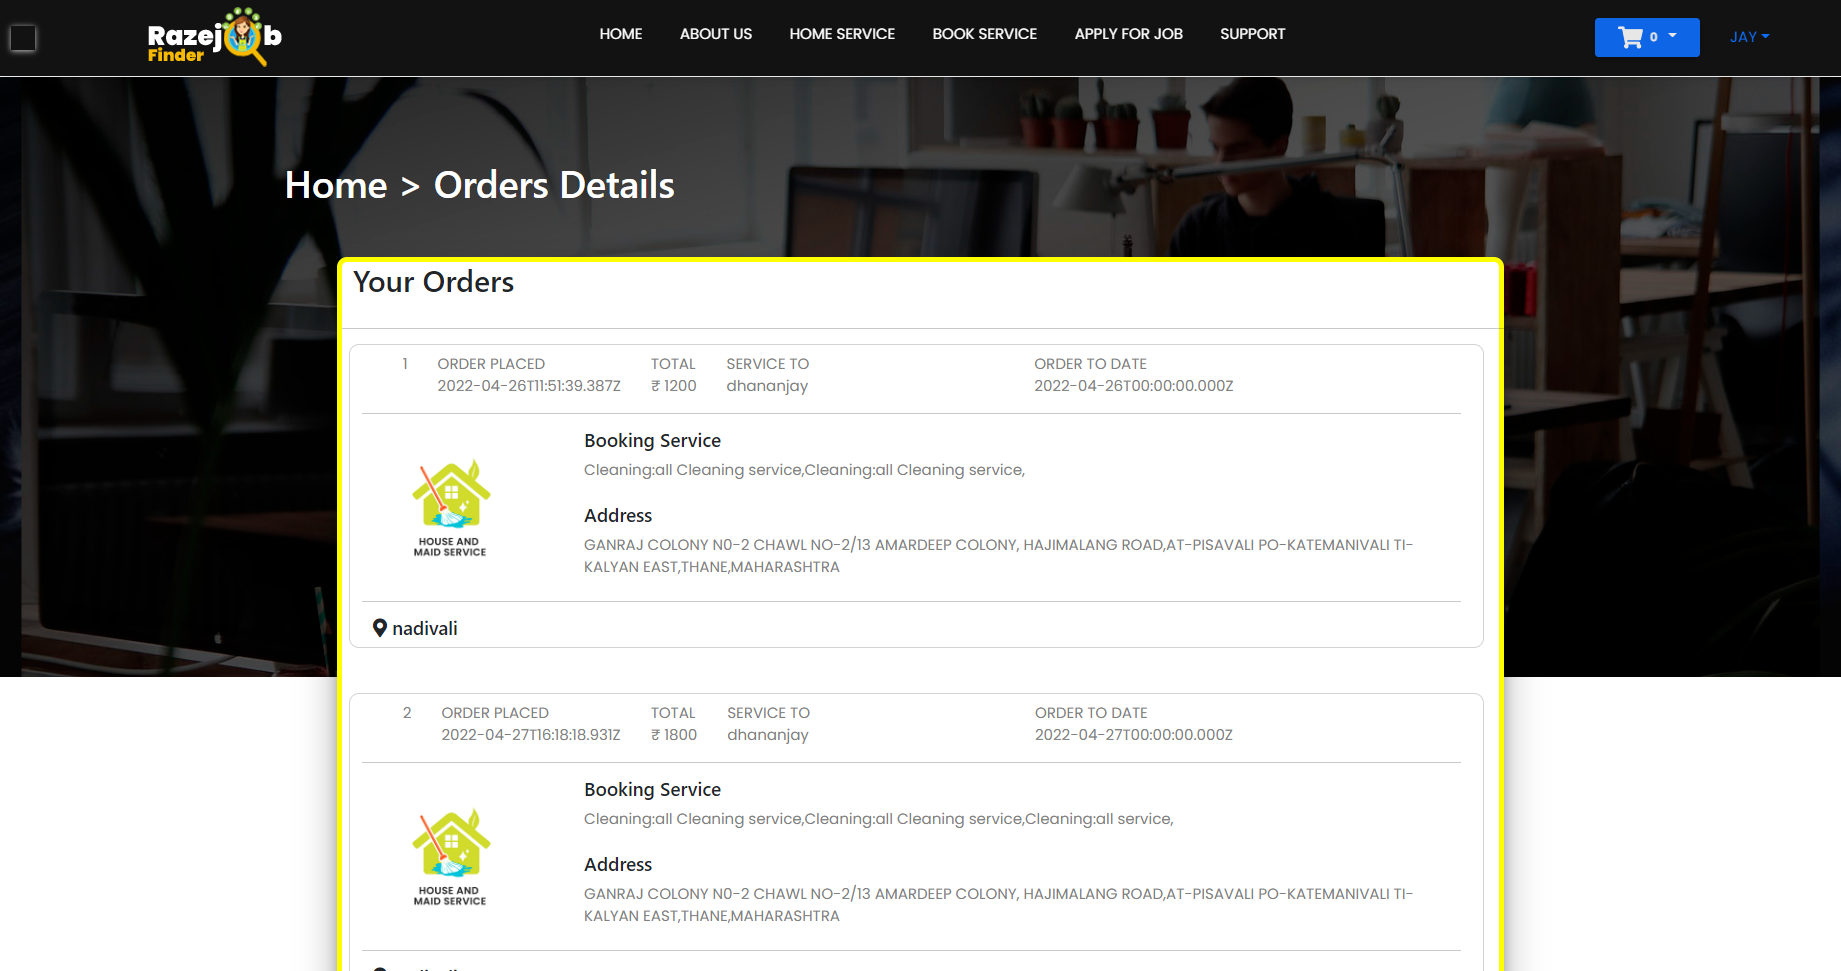 Razejob
Finder
HOME
ABOUT US
HOME SERVICE
BOOK SERVICE
APPLY FOR JOB
SUPPORT
0
JAY
Home > Orders Details
Your Orders
1
ORDER PLACED
2022-04-26T11:51:39.387Z
TOTAL
₹ 1200
SERVICE TO
dhananjay
ORDER TO DATE
2022-04-26T00:00:00.000Z
HOUSE AND
MAID SERVICE
Booking Service
Cleaning:all Cleaning service,Cleaning:all Cleaning service,
Address
GANRAJ COLONY N0-2 CHAWL NO-2/13 AMARDEEP COLONY, HAJIMALANG ROAD,AT-PISAVALI PO-KATEMANIVALI TI-
KALYAN EAST,THANE,MAHARASHTRA
nadivali
2
ORDER PLACED
2022-04-27T16:18:18.931Z
TOTAL
₹ 1800
SERVICE TO
dhananjay
ORDER TO DATE
2022-04-27T00:00:00.000Z
HOUSE AND
MAID SERVICE
Booking Service
Cleaning:all Cleaning service,Cleaning:all Cleaning service,Cleaning:all service,
Address
GANRAJ COLONY N0-2 CHAWL NO-2/13 AMARDEEP COLONY, HAJIMALANG ROAD,AT-PISAVALI PO-KATEMANIVALI TI-
KALYAN EAST,THANE,MAHARASHTRA